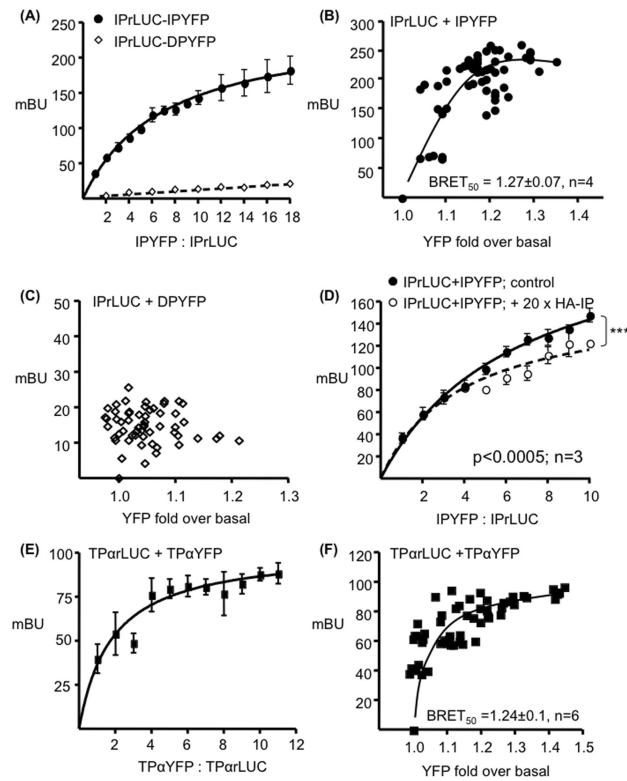 (A)
IPrLUC-IPYFP
IPrLUC-DPYFP
250
200
150
100
50
mBU
2 4 6 8 10 12 14 16 18
IPYFP : IPrLUC
(B)
IPrLUC + IPYFP
300
250
200
150
100
50
mBU
BRET50 = 1.27±0.07, n=4
1.0 1.1 1.2 1.3 1.4
YFP fold over basal
(C)
IPrLUC + DPYFP
50
40
30
20
10
mBU
1.0 1.1 1.2 1.3
YFP fold over basal
(D)
IPrLUC+IPYFP; control
IPrLUC+IPYFP; + 20 x HA-IP
160
140
120
100
80
60
40
20
mBU
***
p<0.0005; n=3
2 4 6 8 10
IPYFP : IPrLUC
(E)
TPαrLUC + TPαYFP
100
75
50
25
mBU
2 4 6 8 10 12
TPαYFP : TPαrLUC
(F)
TPαrLUC +TPαYFP
120
100
80
60
40
20
mBU
BRET50 =1.24±0.1, n=6
1.0 1.1 1.2 1.3 1.4 1.5
YFP fold over basal